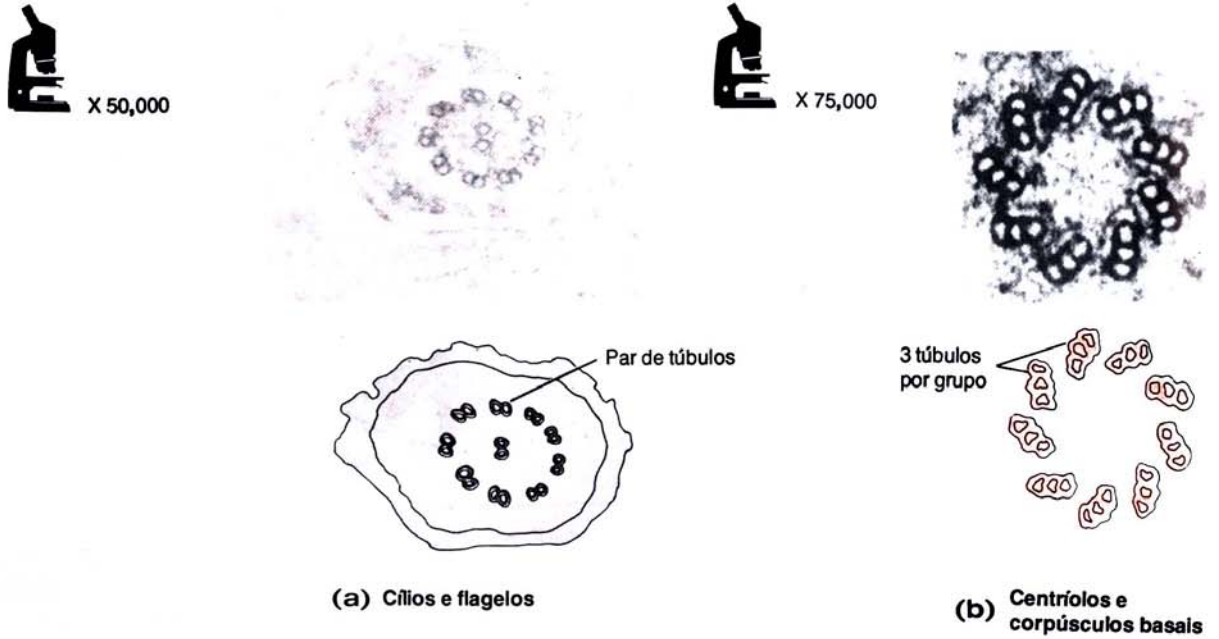 X 50,000
X 75,000
Par de túbulos
3 túbulos
por grupo
(a) Cílios e flagelos
(b) Centríolos e
corpúsculos basais